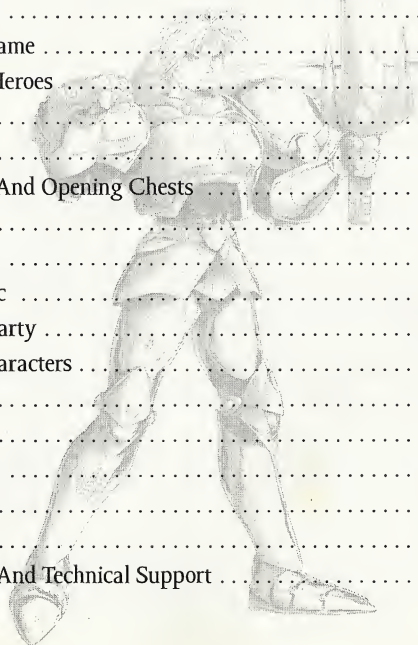 ame
Heroes
And Opening Chests
c
arty
aracters
And Technical Support